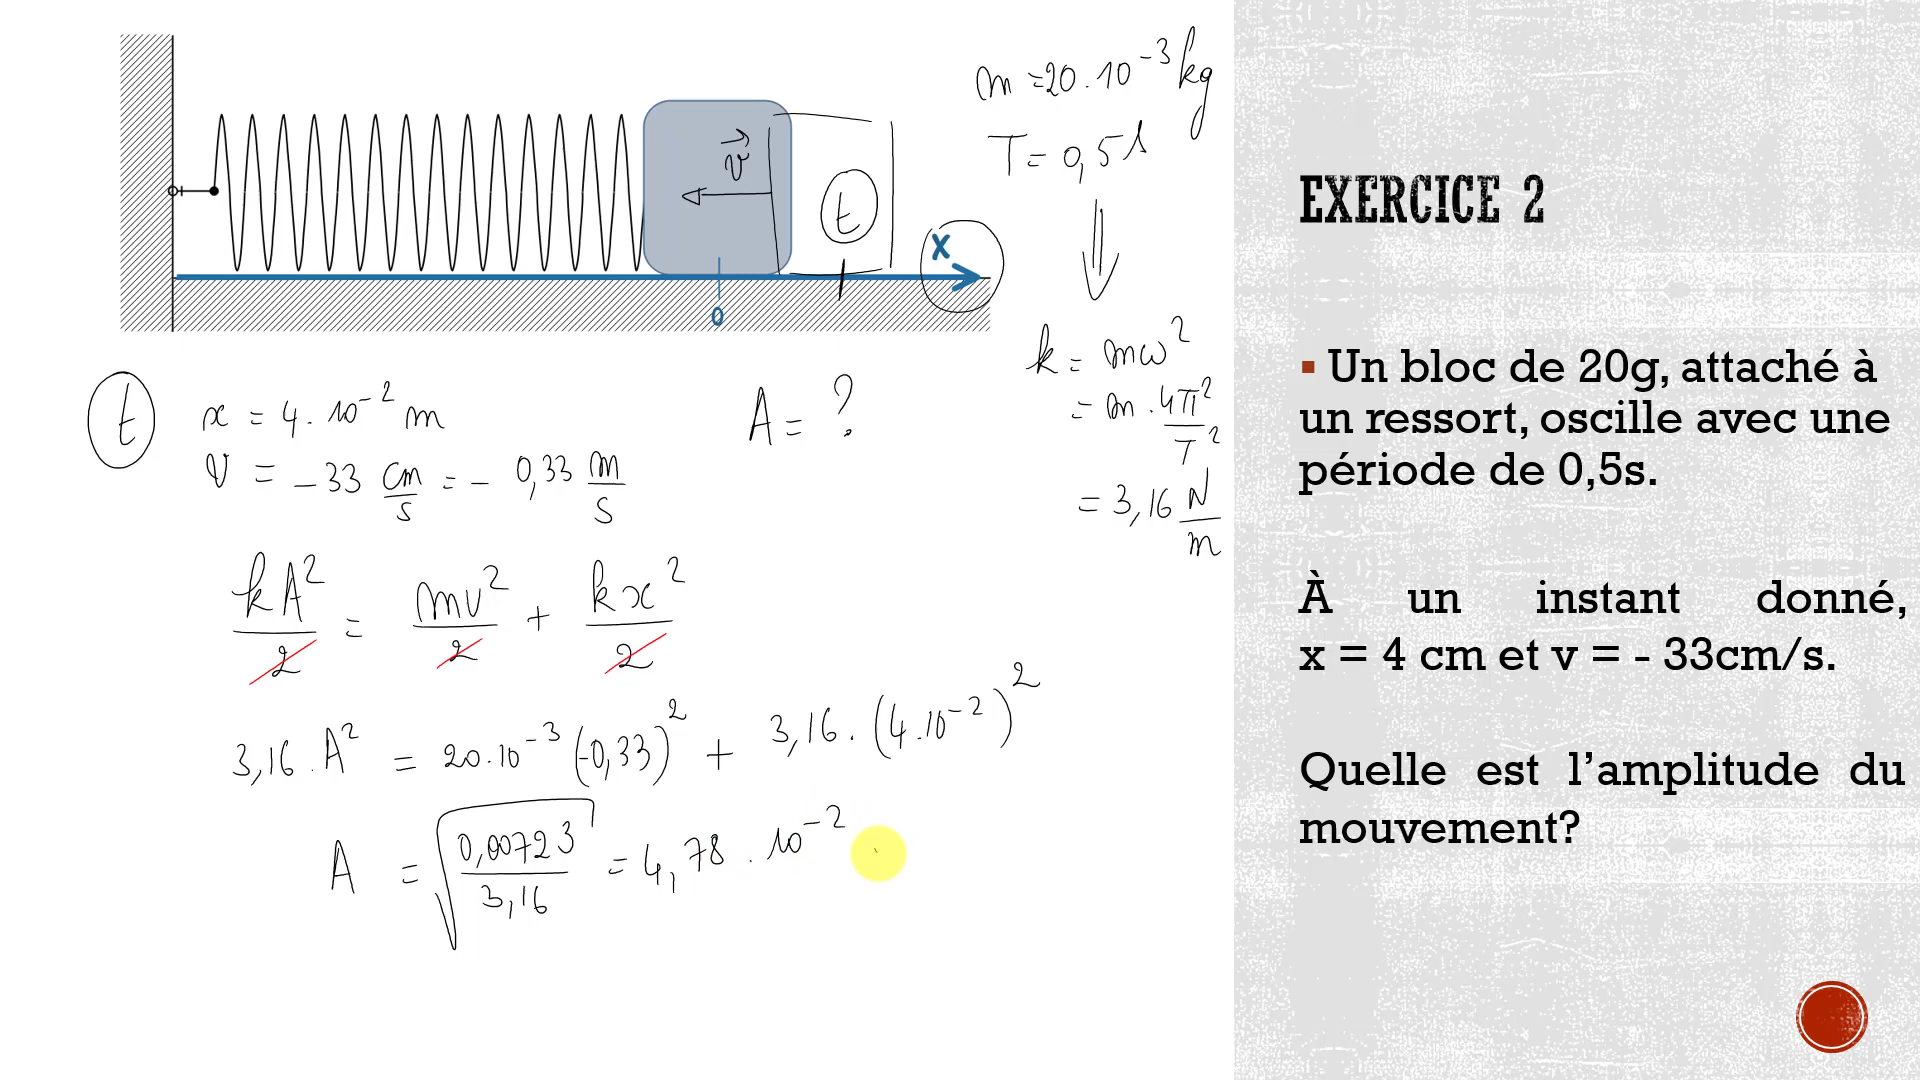 m = 20 . 10⁻³ kg
T = 0,5 s
v⃗
t
x
0
k = mω²
= m . 4π²/T²
= 3,16 N/m
t
x = 4 . 10⁻² m
v = - 33 cm/s = - 0,33 m/s
A = ?
kA²/2 = mv²/2 + kx²/2
3,16 . A² = 20 . 10⁻³ (-0,33)² + 3,16 . (4 . 10⁻²)²
A = √(0,00723/3,16) = 4,78 . 10⁻²
EXERCICE 2
▪ Un bloc de 20g, attaché à
un ressort, oscille avec une
période de 0,5s.
À un instant donné,
x = 4 cm et v = - 33cm/s.
Quelle est l’amplitude du
mouvement?